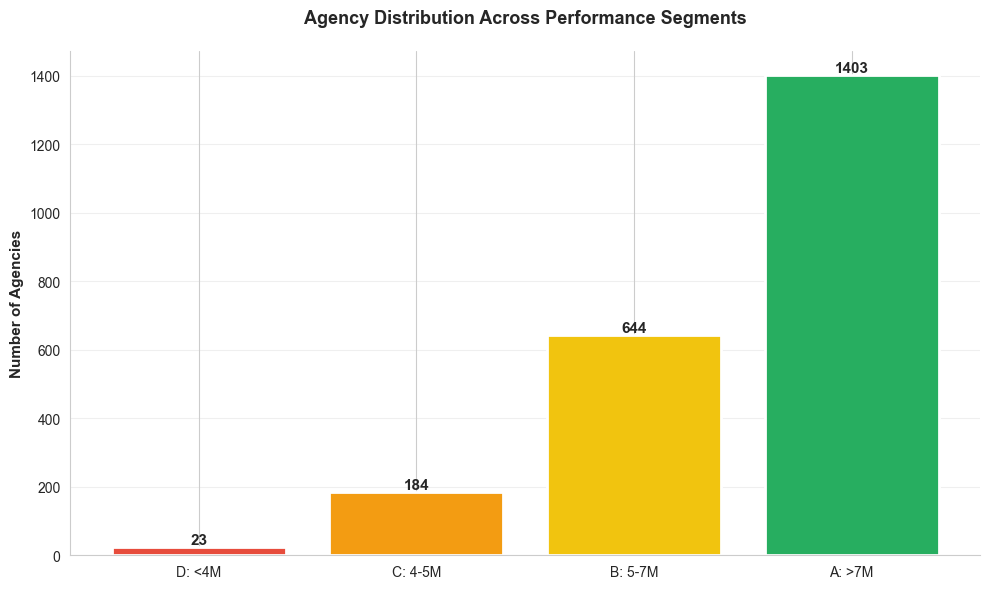 Agency Distribution Across Performance Segments
Number of Agencies
1400
1200
1000
800
600
400
200
0
23
184
644
1403
D: <4M
C: 4-5M
B: 5-7M
A: >7M